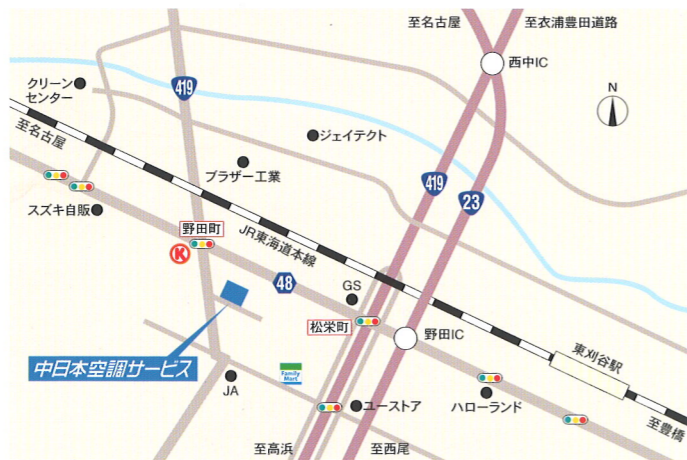 至名古屋
至衣浦豊田道路
西中IC
N
クリーン
センター
419
ジェイテクト
至名古屋
ブラザー工業
419
23
スズキ自販
野田町
JR東海道本線
K
48
GS
松栄町
野田IC
東刈谷駅
中日本空調サービス
Family
Mart
JA
ユーストア
ハローランド
至豊橋
至高浜
至西尾